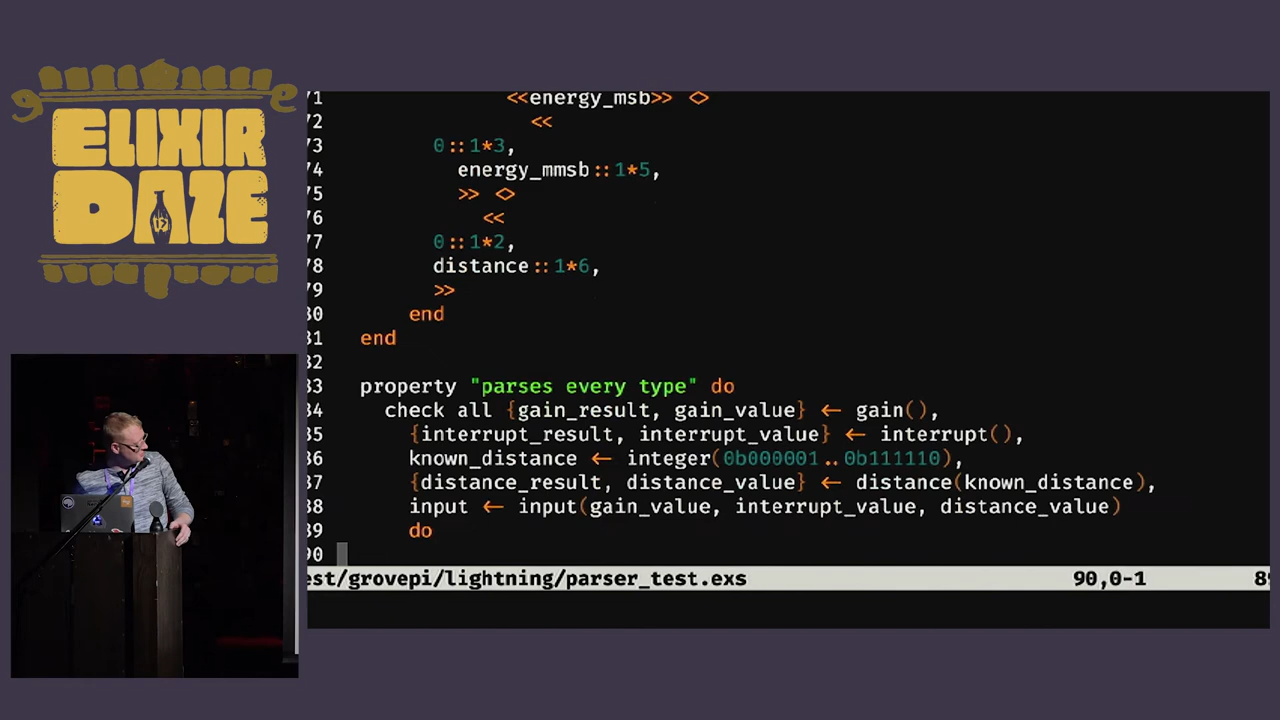 ELIXIR
DAZE
71 <<energy_msb>> <>
72 <<
73 0::1*3,
74 energy_mmsb::1*5,
75 >> <>
76 <<
77 0::1*2,
78 distance::1*6,
79 >>
80 end
81 end
82
83 property "parses every type" do
84 check all {gain_result, gain_value} <- gain(),
85 {interrupt_result, interrupt_value} <- interrupt(),
86 known_distance <- integer(0b000001..0b111110),
87 {distance_result, distance_value} <- distance(known_distance),
88 input <- input(gain_value, interrupt_value, distance_value)
89 do
90
est/grovepi/lightning/parser_test.exs 90,0-1 89